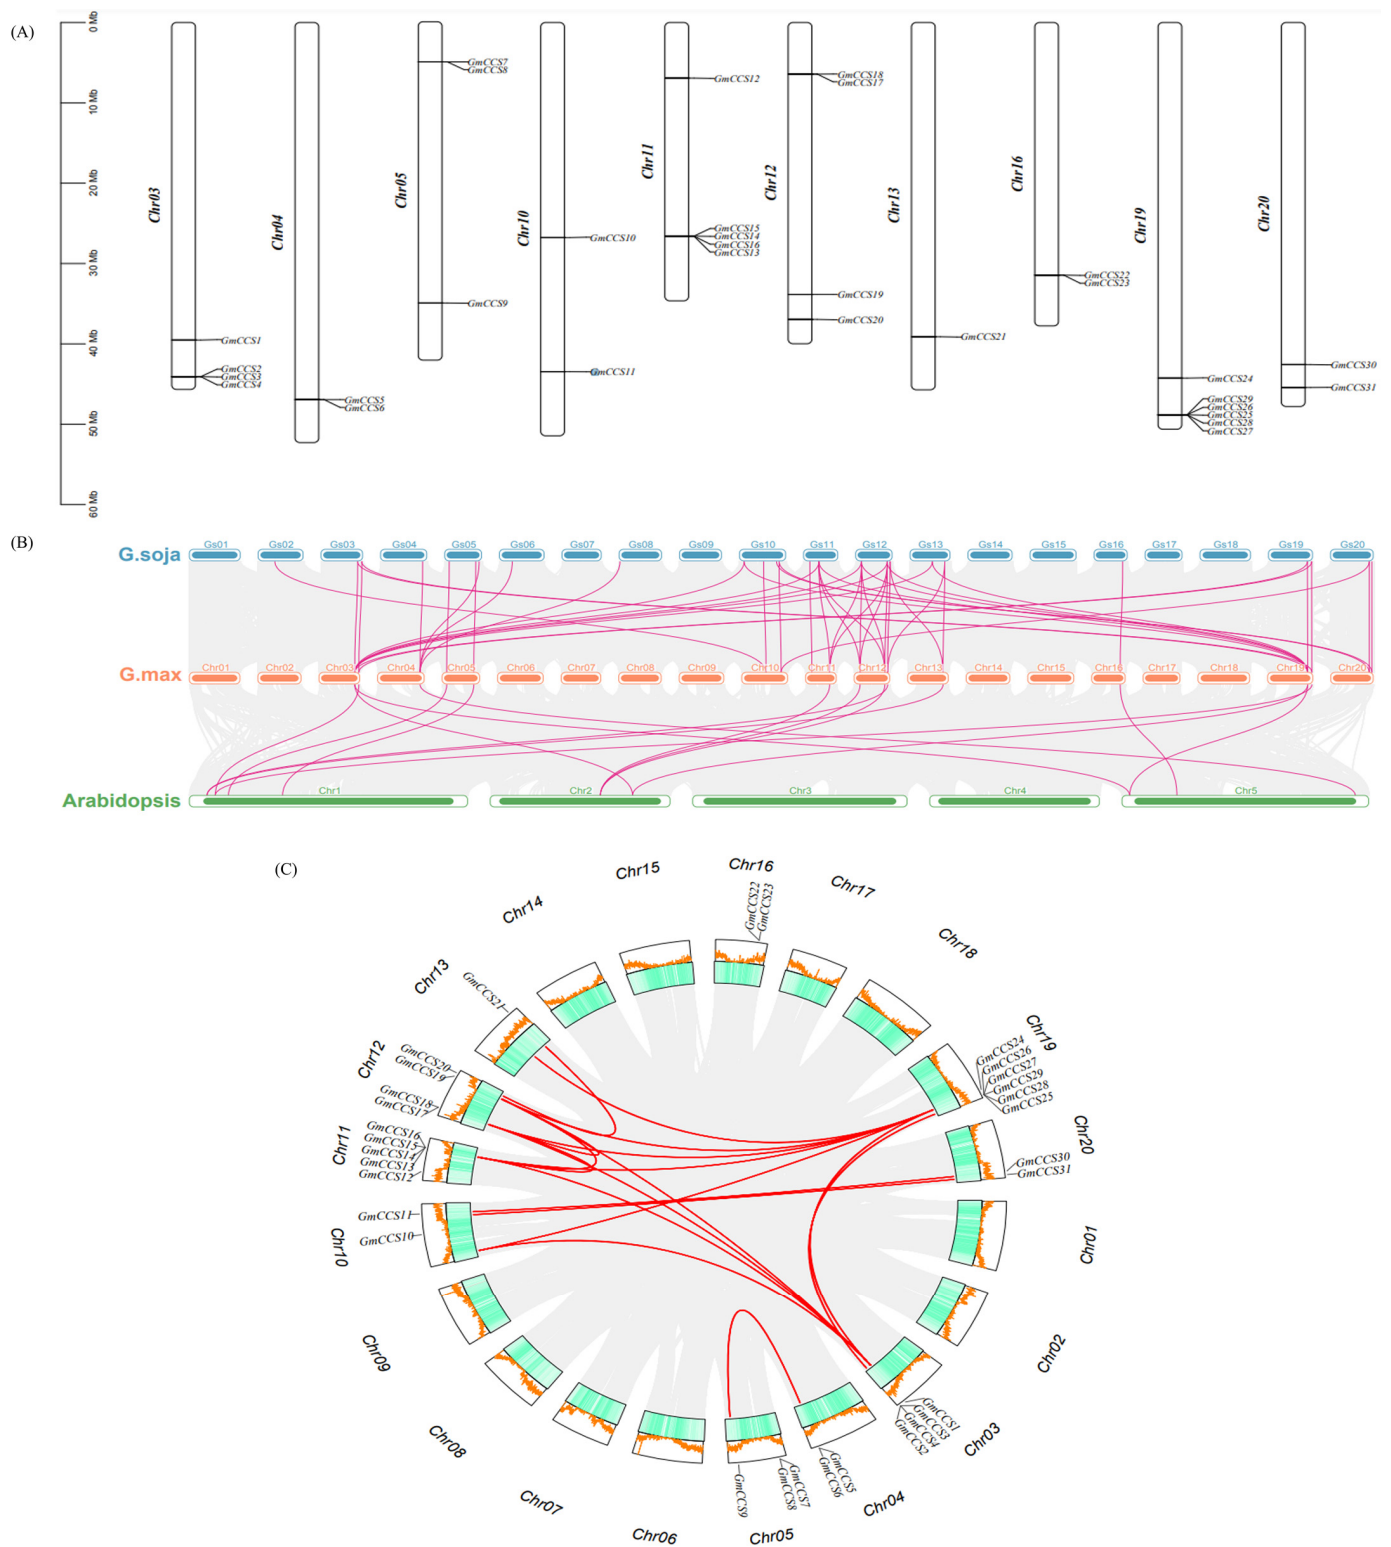 (A)
0 Mb
10 Mb
20 Mb
30 Mb
40 Mb
50 Mb
60 Mb
Chr03
GmCCS1
GmCCS2
GmCCS3
GmCCS4
Chr04
GmCCS5
GmCCS6
Chr05
GmCCS7
GmCCS8
GmCCS9
Chr10
GmCCS10
GmCCS11
Chr11
GmCCS12
GmCCS15
GmCCS14
GmCCS16
GmCCS13
Chr12
GmCCS18
GmCCS17
GmCCS19
GmCCS20
Chr13
GmCCS21
Chr16
GmCCS22
GmCCS23
Chr19
GmCCS24
GmCCS29
GmCCS26
GmCCS25
GmCCS28
GmCCS27
Chr20
GmCCS30
GmCCS31
(B)
G.soja
Gs01 Gs02 Gs03 Gs04 Gs05 Gs06 Gs07 Gs08 Gs09 Gs10 Gs11 Gs12 Gs13 Gs14 Gs15 Gs16 Gs17 Gs18 Gs19 Gs20
G.max
Chr01 Chr02 Chr03 Chr04 Chr05 Chr06 Chr07 Chr08 Chr09 Chr10 Chr11 Chr12 Chr13 Chr14 Chr15 Chr16 Chr17 Chr18 Chr19 Chr20
Arabidopsis
Chr1 Chr2 Chr3 Chr4 Chr5
(C)
Chr16
GmCCS22
GmCCS23
Chr17
Chr18
Chr19
GmCCS24
GmCCS26
GmCCS27
GmCCS29
GmCCS28
GmCCS25
Chr20
GmCCS30
GmCCS31
Chr01
Chr02
Chr03
GmCCS1
GmCCS3
GmCCS4
GmCCS2
Chr04
GmCCS5
GmCCS6
Chr05
GmCCS7
GmCCS8
GmCCS9
Chr06
Chr07
Chr08
Chr09
Chr10
GmCCS10
GmCCS11
Chr11
GmCCS12
GmCCS13
GmCCS14
GmCCS15
GmCCS16
Chr12
GmCCS17
GmCCS18
GmCCS19
GmCCS20
Chr13
GmCCS21
Chr14
Chr15